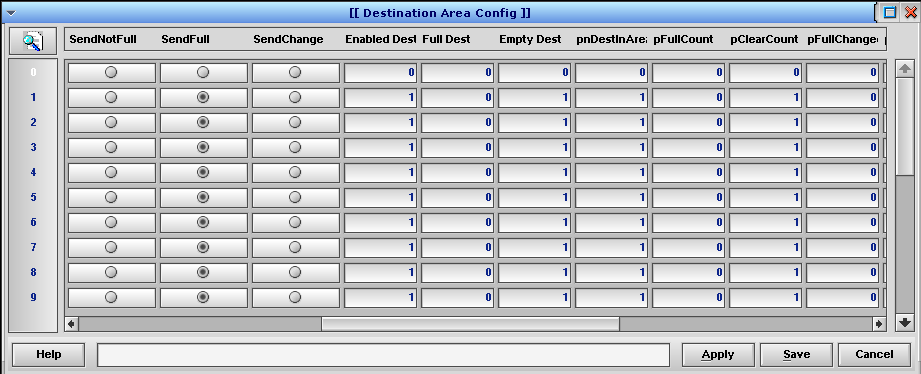 [[ Destination Area Config ]]
SendNotFull SendFull SendChange Enabled Dest Full Dest Empty Dest pnDestInArea pFullCount pClearCount pFullChange
0 0 0 0 0 0 0 0
1 1 0 1 1 0 1 0
2 1 0 1 1 0 1 0
3 1 0 1 1 0 1 0
4 1 0 1 1 0 1 0
5 1 0 1 1 0 1 0
6 1 0 1 1 0 1 0
7 1 0 1 1 0 1 0
8 1 0 1 1 0 1 0
9 1 0 1 1 0 1 0
Help Apply Save Cancel